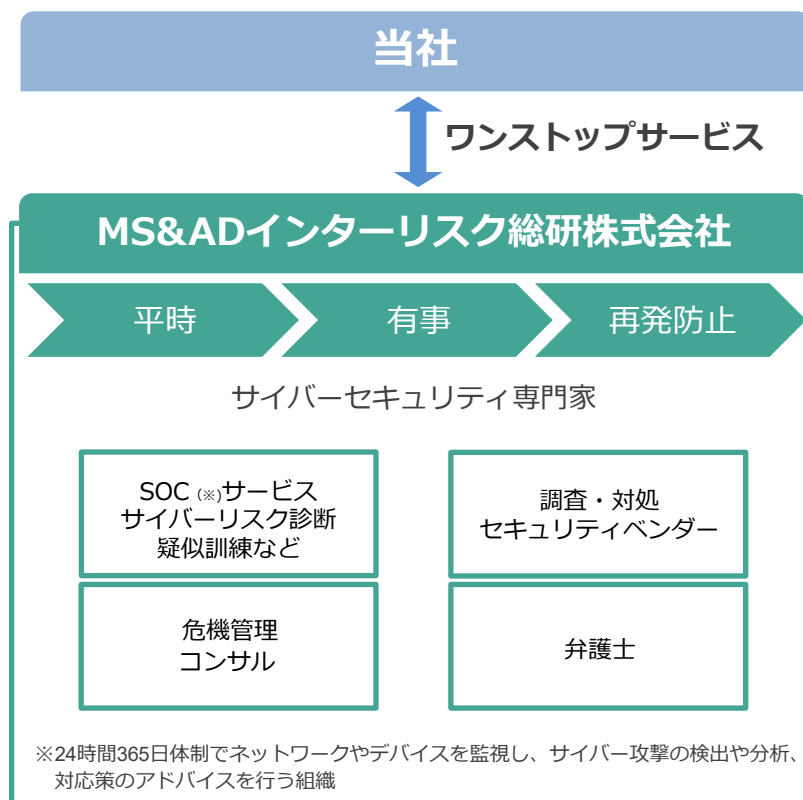 当社
ワンストップサービス
MS&ADインターリスク総研株式会社
平時
有事
再発防止
サイバーセキュリティ専門家
SOC (※)サービス
サイバーリスク診断
疑似訓練など
調査・対処
セキュリティベンダー
危機管理
コンサル
弁護士
※24時間365日体制でネットワークやデバイスを監視し、サイバー攻撃の検出や分析、
対応策のアドバイスを行う組織